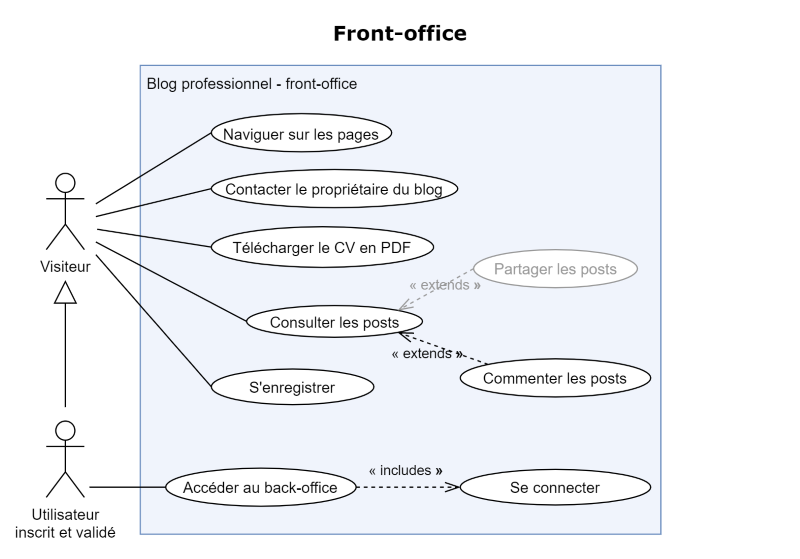 Front-office
Blog professionnel - front-office
Naviguer sur les pages
Contacter le propriétaire du blog
Télécharger le CV en PDF
Visiteur
Partager les posts
« extends »
Consulter les posts
« extends »
Commenter les posts
S'enregistrer
« includes »
Accéder au back-office
Se connecter
Utilisateur
inscrit et validé